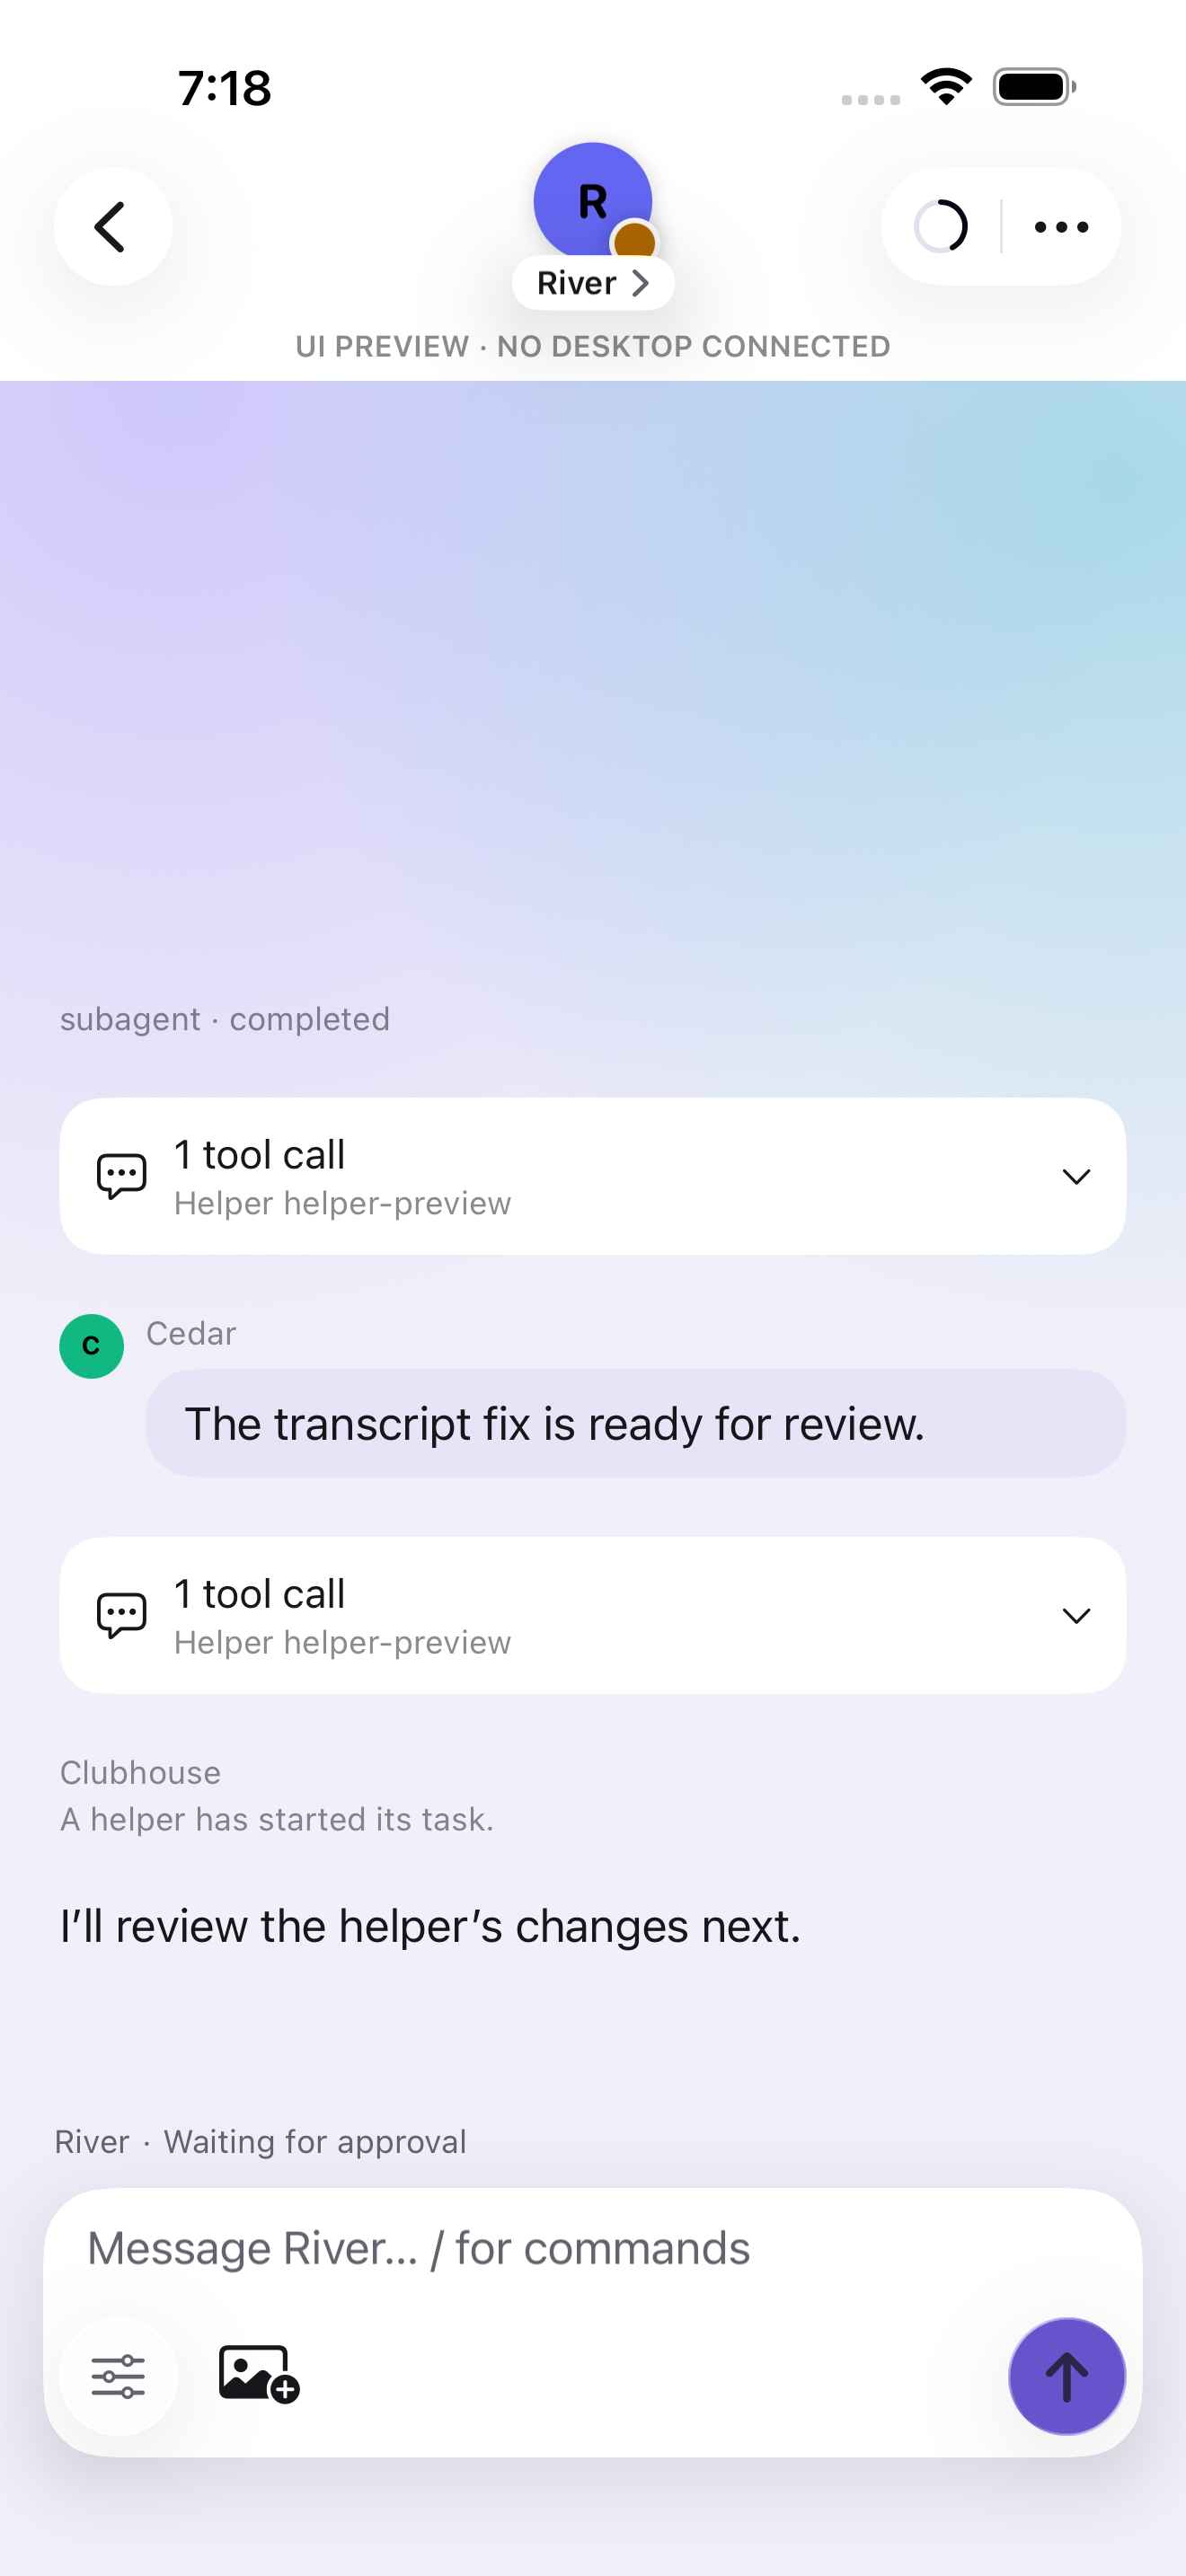 7:18
R
River
UI PREVIEW · NO DESKTOP CONNECTED
subagent · completed
1 tool call
Helper helper-preview
C
Cedar
The transcript fix is ready for review.
1 tool call
Helper helper-preview
Clubhouse
A helper has started its task.
I’ll review the helper’s changes next.
River · Waiting for approval
Message River... / for commands